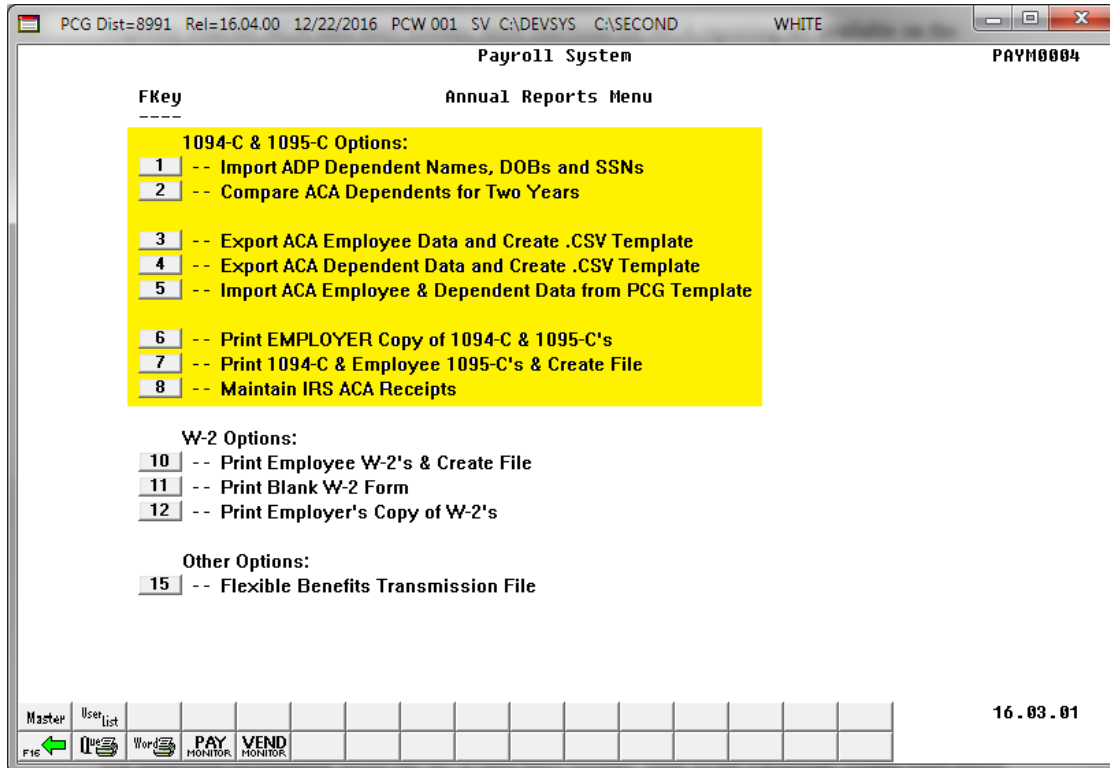 PCG Dist=8991 Rel=16.04.00 12/22/2016 PCW 001 SV C:\DEVSYS C:\SECOND WHITE
Payroll System PAYM0004
FKey Annual Reports Menu
----
1094-C & 1095-C Options:
1 -- Import ADP Dependent Names, DOBs and SSNs
2 -- Compare ACA Dependents for Two Years
3 -- Export ACA Employee Data and Create .CSV Template
4 -- Export ACA Dependent Data and Create .CSV Template
5 -- Import ACA Employee & Dependent Data from PCG Template
6 -- Print EMPLOYER Copy of 1094-C & 1095-C's
7 -- Print 1094-C & Employee 1095-C's & Create File
8 -- Maintain IRS ACA Receipts
W-2 Options:
10 -- Print Employee W-2's & Create File
11 -- Print Blank W-2 Form
12 -- Print Employer's Copy of W-2's
Other Options:
15 -- Flexible Benefits Transmission File
Master User List 16.03.01
F16 Que Word PAY MONITOR VEND MONITOR